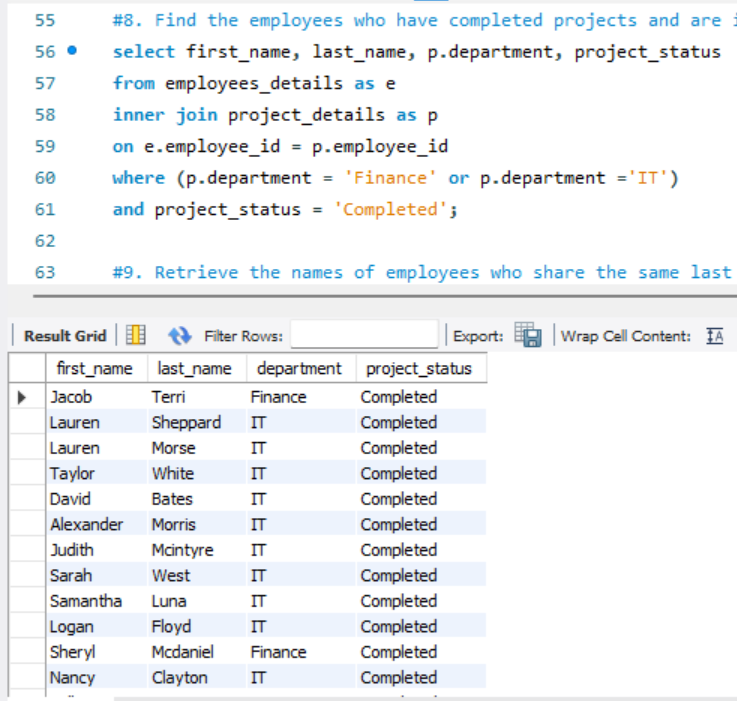 55 #8. Find the employees who have completed projects and are
56 select first_name, last_name, p.department, project_status
57 from employees_details as e
58 inner join project_details as p
59 on e.employee_id = p.employee_id
60 where (p.department = 'Finance' or p.department ='IT')
61 and project_status = 'Completed';
62
63 #9. Retrieve the names of employees who share the same last
Result Grid Filter Rows: Export: Wrap Cell Content: IA
first_name last_name department project_status
Jacob Terri Finance Completed
Lauren Sheppard IT Completed
Lauren Morse IT Completed
Taylor White IT Completed
David Bates IT Completed
Alexander Morris IT Completed
Judith Mcintyre IT Completed
Sarah West IT Completed
Samantha Luna IT Completed
Logan Floyd IT Completed
Sheryl Mcdaniel Finance Completed
Nancy Clayton IT Completed